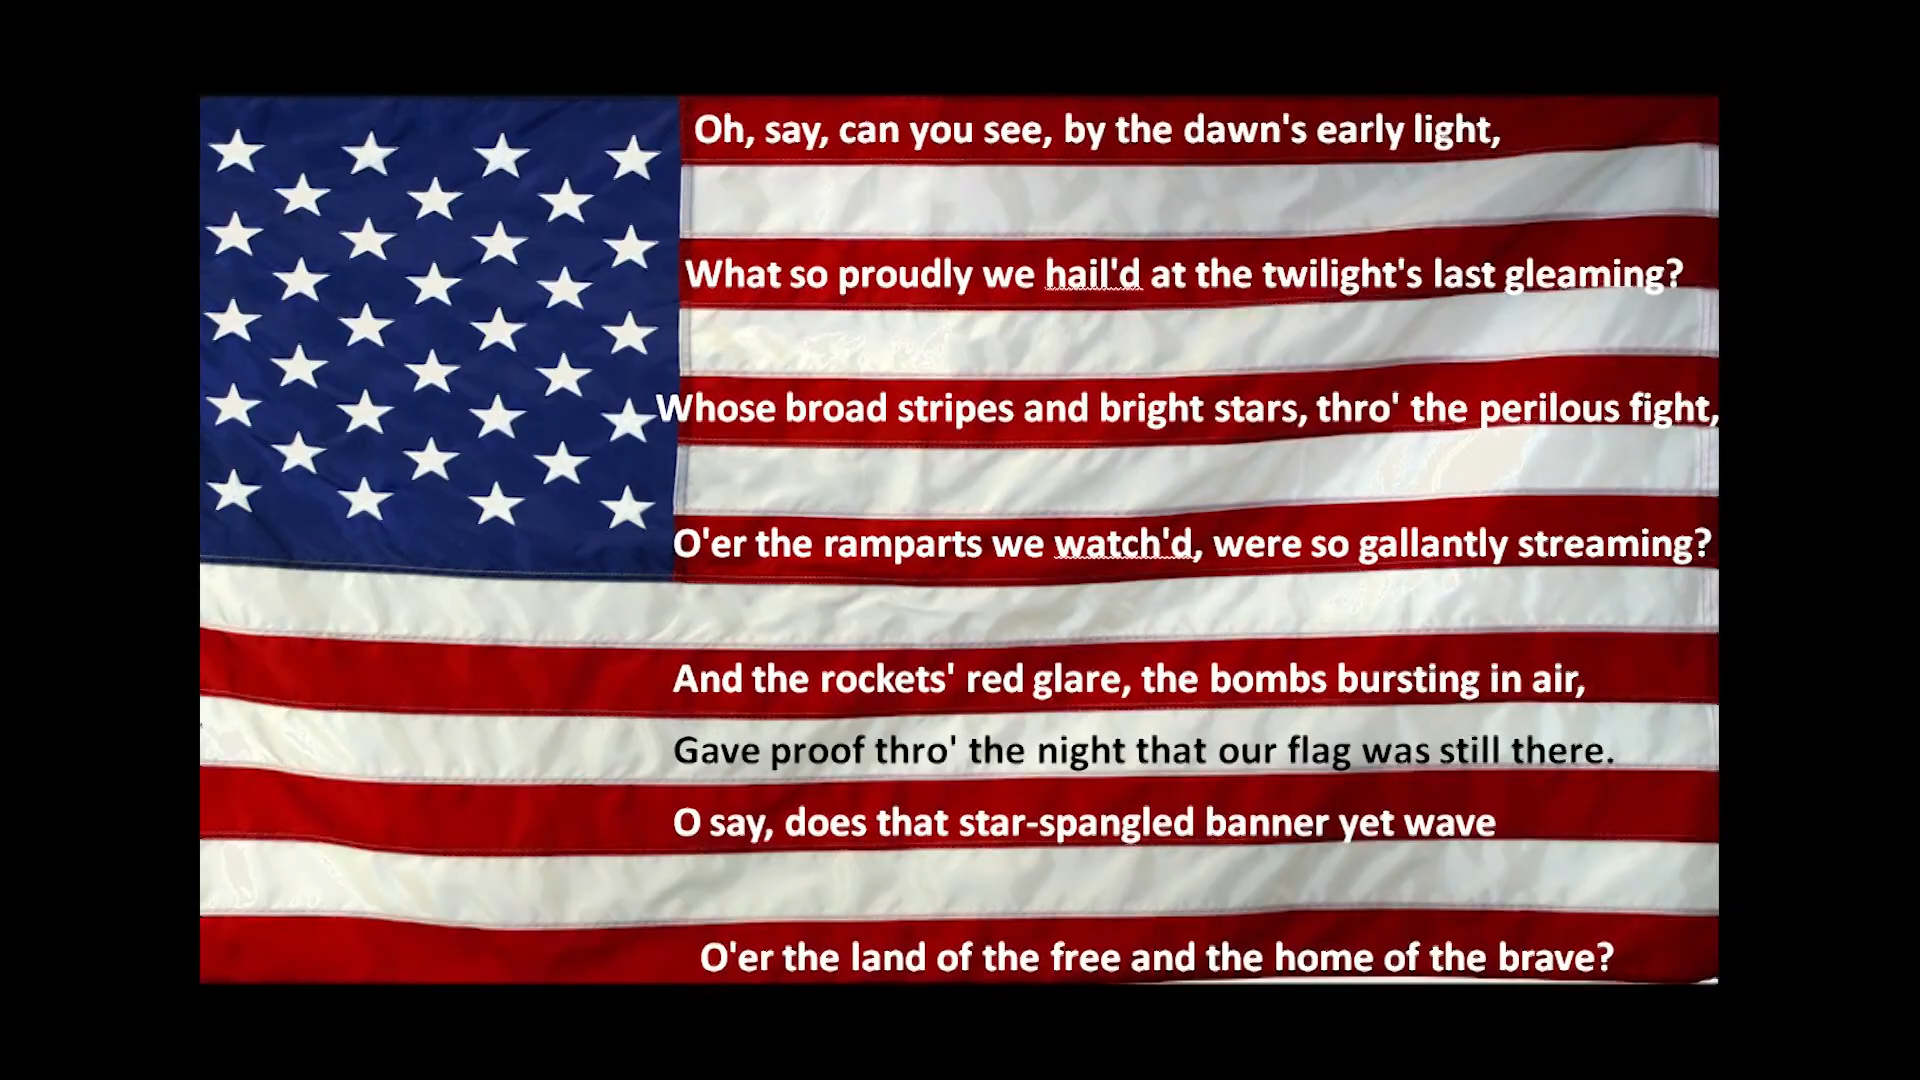 Oh, say, can you see, by the dawn's early light,
What so proudly we hail'd at the twilight's last gleaming?
Whose broad stripes and bright stars, thro' the perilous fight,
O'er the ramparts we watch'd, were so gallantly streaming?
And the rockets' red glare, the bombs bursting in air,
Gave proof thro' the night that our flag was still there.
O say, does that star-spangled banner yet wave
O'er the land of the free and the home of the brave?